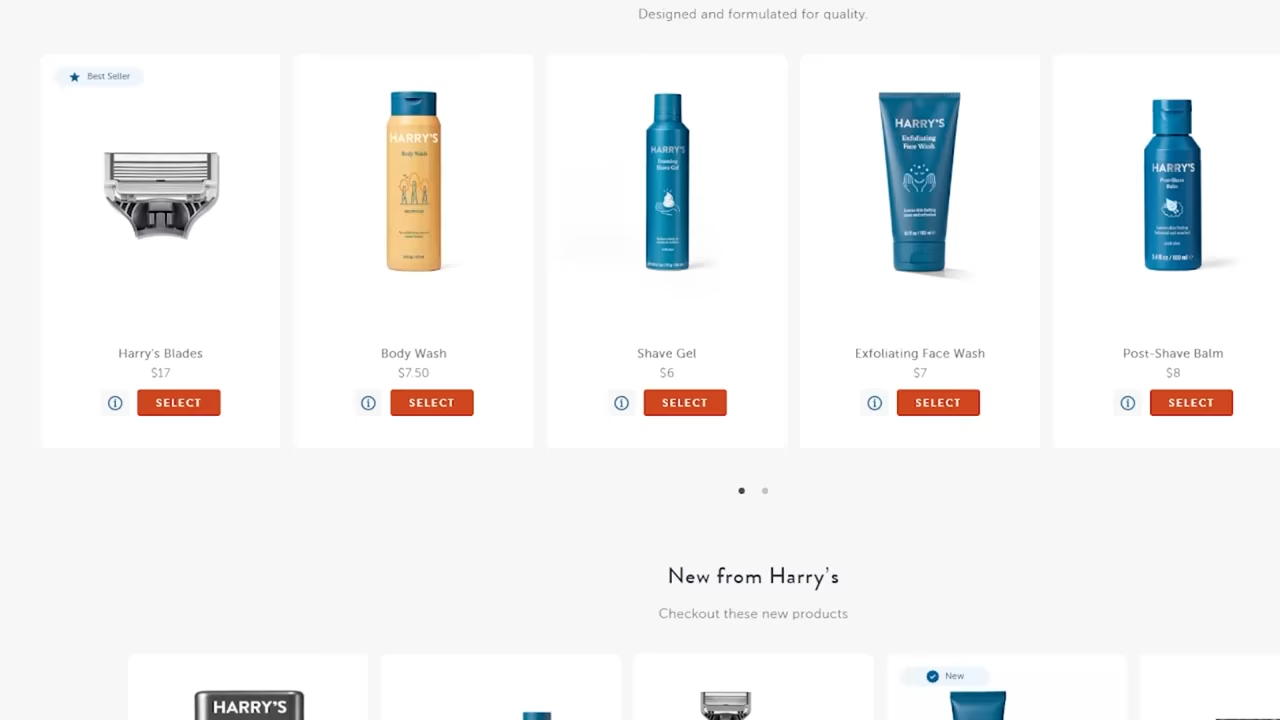 Designed and formulated for quality.
Best Seller
HARRY'S
Body Wash
HARRY'S
Foaming
Shave Gel
HARRY'S
Exfoliating
Face Wash
HARRY'S
Post-Shave
Balm
Harry's Blades
$17
SELECT
Body Wash
$7.50
SELECT
Shave Gel
$6
SELECT
Exfoliating Face Wash
$7
SELECT
Post-Shave Balm
$8
SELECT
New from Harry's
Checkout these new products
HARRY'S
New